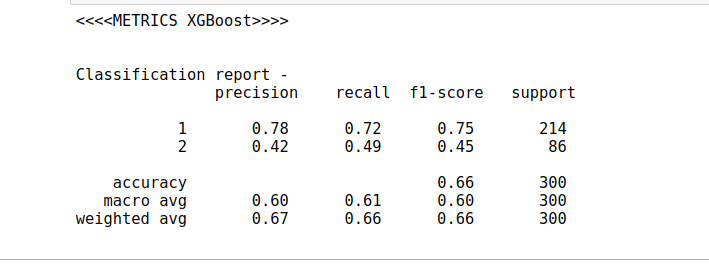 <<<<METRICS XGBoost>>>>
Classification report -
precision recall f1-score support
1 0.78 0.72 0.75 214
2 0.42 0.49 0.45 86
accuracy 0.66 300
macro avg 0.60 0.61 0.60 300
weighted avg 0.67 0.66 0.66 300